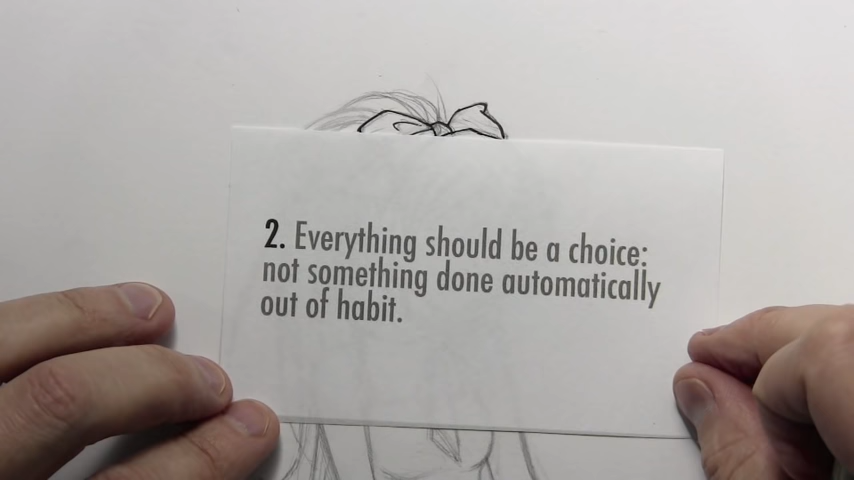 2. Everything should be a choice:
not something done automatically
out of habit.